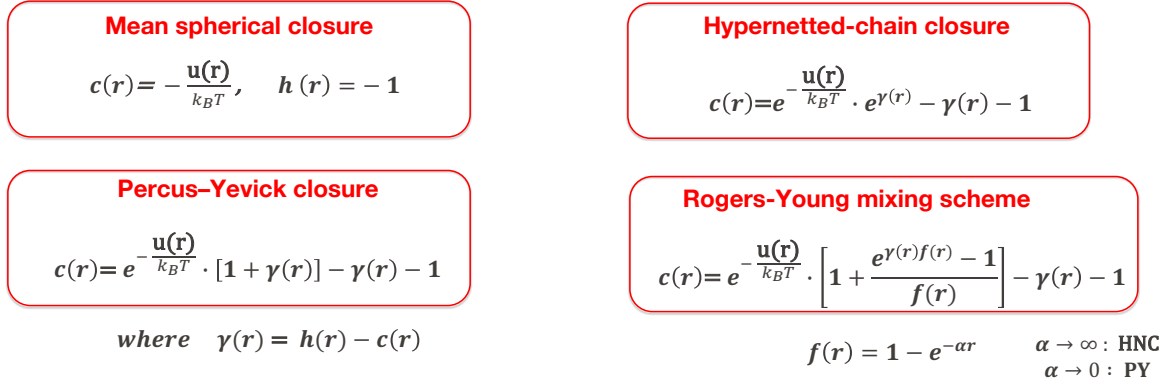 Mean spherical closure
c(r)= − u(r)/k_BT, h (r) = − 1
Hypernetted-chain closure
c(r)=e^{−u(r)/k_BT} · e^{γ(r)} − γ(r) − 1
Percus–Yevick closure
c(r)= e^{−u(r)/k_BT} · [1 + γ(r)] − γ(r) − 1
Rogers-Young mixing scheme
c(r)= e^{−u(r)/k_BT} · [1 + (e^{γ(r)f(r)} − 1)/f(r)] − γ(r) − 1
where γ(r) = h(r) − c(r)
f(r) = 1 − e^{−αr}
α → ∞ : HNC
α → 0 : PY